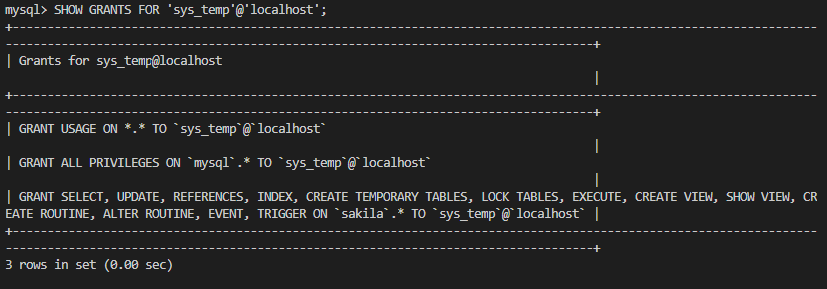 mysql> SHOW GRANTS FOR 'sys_temp'@'localhost';
+---------------------------------------------------------------------------------------------------------------------
-------------------------------------------------------------------------------------+
| Grants for sys_temp@localhost
|
+---------------------------------------------------------------------------------------------------------------------
-------------------------------------------------------------------------------------+
| GRANT USAGE ON *.* TO `sys_temp`@`localhost`
|
| GRANT ALL PRIVILEGES ON `mysql`.* TO `sys_temp`@`localhost`
|
| GRANT SELECT, UPDATE, REFERENCES, INDEX, CREATE TEMPORARY TABLES, LOCK TABLES, EXECUTE, CREATE VIEW, SHOW VIEW, CR
EATE ROUTINE, ALTER ROUTINE, EVENT, TRIGGER ON `sakila`.* TO `sys_temp`@`localhost` |
+---------------------------------------------------------------------------------------------------------------------
-------------------------------------------------------------------------------------+
3 rows in set (0.00 sec)